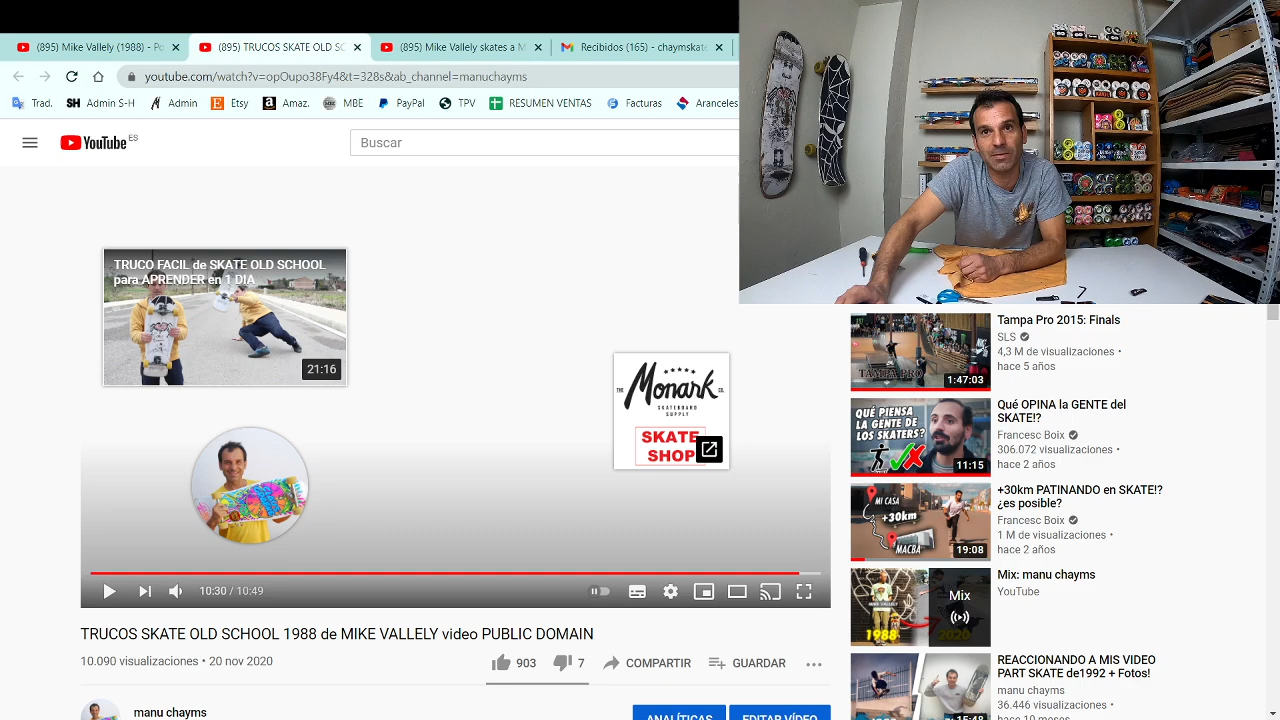 (895) Mike Vallely (1988) - Po
(895) TRUCOS SKATE OLD SC
(895) Mike Vallely skates a M
Recibidos (165) - chaymskate
youtube.com/watch?v=opOupo38Fy4&t=329s&ab_channel=manuchayms
Trad.
SH Admin S-H
Admin
Etsy
Amaz.
MBE
PayPal
TPV
RESUMEN VENTAS
Facturas
Aranceles
YouTube ES
Buscar
TRUCO FACIL de SKATE OLD SCHOOL
para APRENDER en 1 DIA
21:16
THE Monark CO.
SKATEBOARD
SUPPLY
SKATE
SHOP
10:30 / 10:49
TRUCOS SKATE OLD SCHOOL 1988 de MIKE VALLELY video PUBLIC DOMAIN
10.090 visualizaciones • 20 nov 2020
903
7
COMPARTIR
GUARDAR
manu chayms
ANALÍTICAS
EDITAR VÍDEO
TAMPA PRO
1:47:03
Tampa Pro 2015: Finals
SLS
4,3 M de visualizaciones •
hace 5 años
QUÉ PIENSA
LA GENTE DE
LOS SKATERS?
11:15
Qué OPINA la GENTE del
SKATE!?
Francesc Boix
306.072 visualizaciones •
hace 2 años
MI CASA
+30km
MACBA
19:08
+30km PATINANDO en SKATE!?
¿es posible?
Francesc Boix
1 M de visualizaciones •
hace 2 años
1988
2020
Mix
Mix: manu chayms
YouTube
15:48
REACCIONANDO A MIS VIDEO
PART SKATE de1992 + Fotos!
manu chayms
36.446 visualizaciones •
hace 10 meses